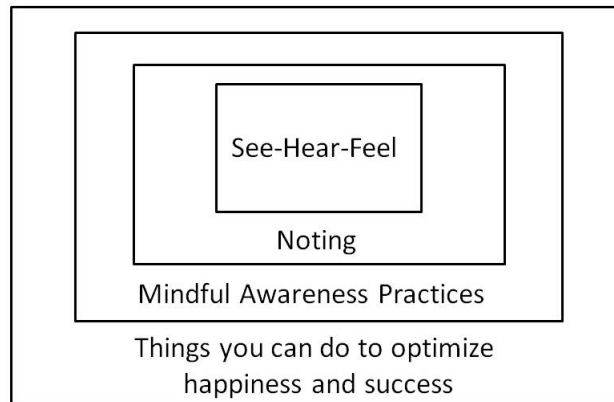 See-Hear-Feel
Noting
Mindful Awareness Practices
Things you can do to optimize
happiness and success